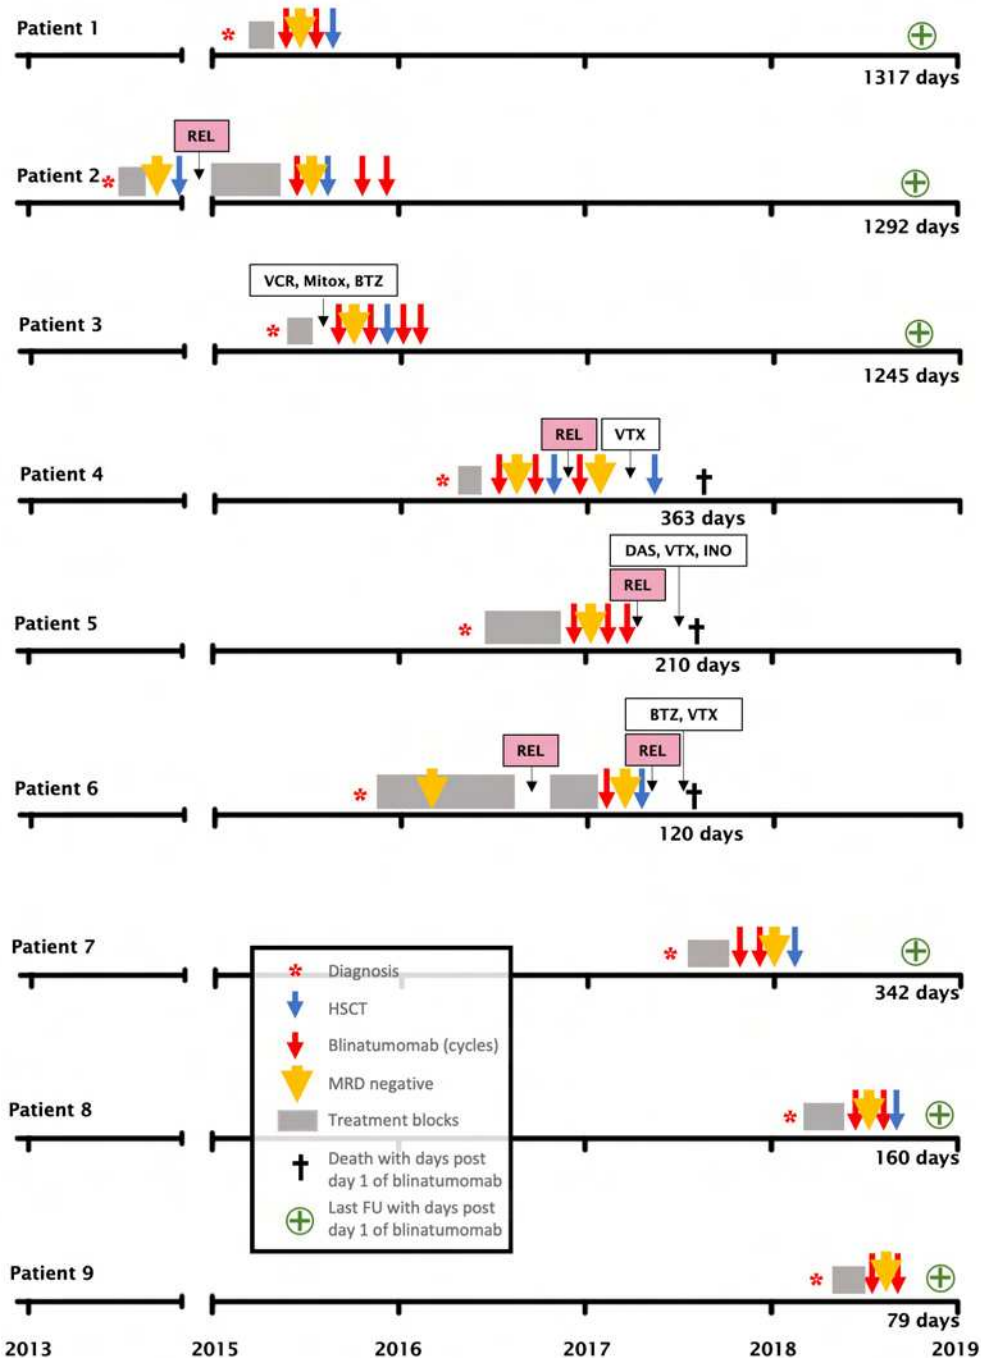 Patient 1
1317 days
REL
Patient 2
1292 days
VCR, Mitox, BTZ
Patient 3
1245 days
REL
VTX
Patient 4
363 days
DAS, VTX, INO
REL
Patient 5
210 days
BTZ, VTX
REL
REL
Patient 6
120 days
Patient 7
342 days
Diagnosis
HSCT
Blinatumomab (cycles)
MRD negative
Treatment blocks
Death with days post
day 1 of blinatumomab
Last FU with days post
day 1 of blinatumomab
Patient 8
160 days
Patient 9
79 days
2013 2015 2016 2017 2018 2019